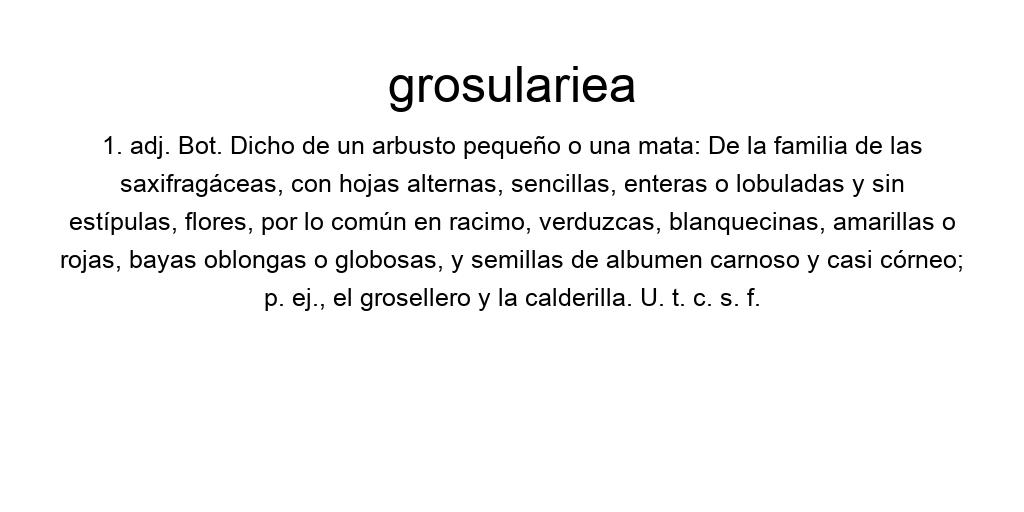 grosulariea
1. adj. Bot. Dicho de un arbusto pequeño o una mata: De la familia de las
saxifragáceas, con hojas alternas, sencillas, enteras o lobuladas y sin
estípulas, flores, por lo común en racimo, verduzcas, blanquecinas, amarillas o
rojas, bayas oblongas o globosas, y semillas de albumen carnoso y casi córneo;
p. ej., el grosellero y la calderilla. U. t. c. s. f.